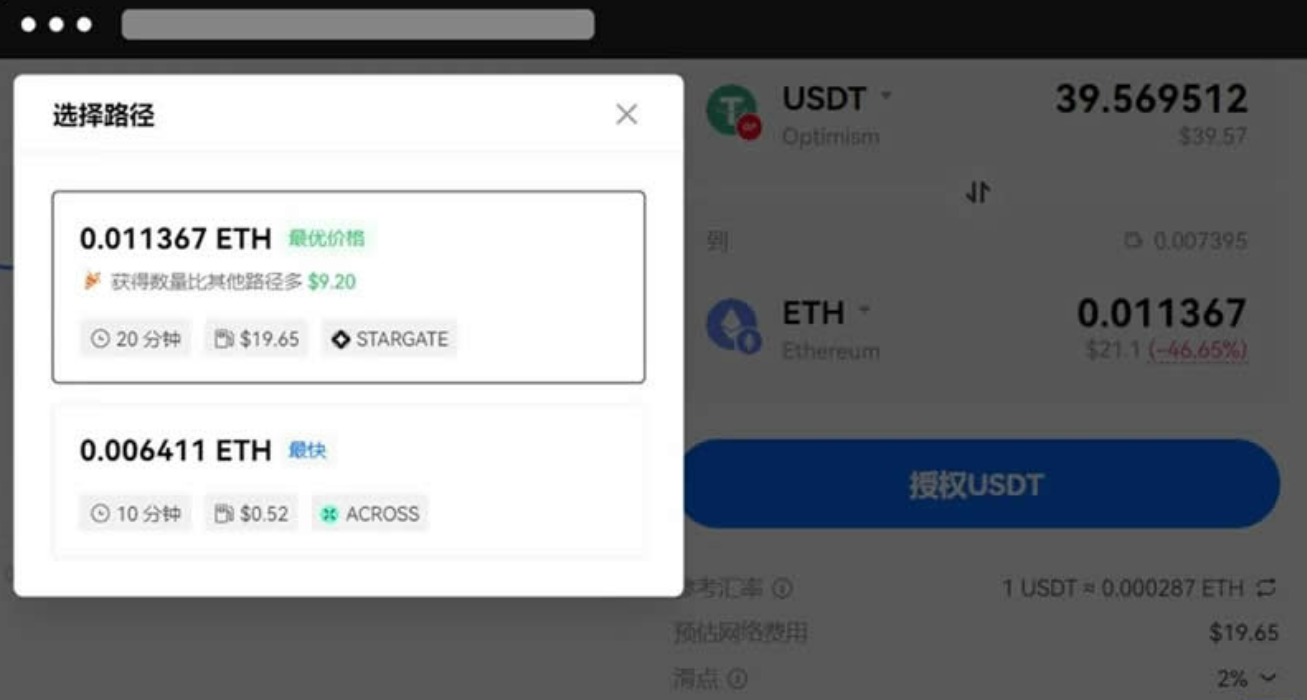 选择路径
0.011367 ETH 最优价格
获得数量比其他路径多 $9.20
20 分钟 $19.65 STARGATE
0.006411 ETH 最快
10 分钟 $0.52 ACROSS
USDT 39.569512
Optimism $39.57
到 0.007395
ETH 0.011367
Ethereum $21.1 (-46.65%)
授权USDT
考汇率 1 USDT ≈ 0.000287 ETH
预估网络费用 $19.65
滑点 2%